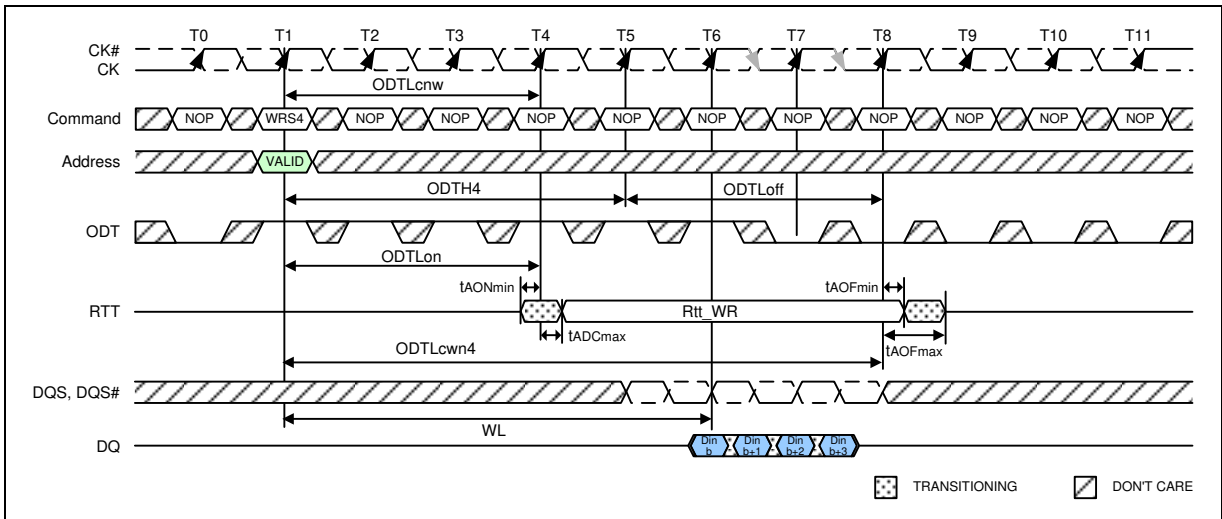 T0 T1 T2 T3 T4 T5 T6 T7 T8 T9 T10 T11
CK#
CK
ODTLcnw
Command NOP WRS4 NOP NOP NOP NOP NOP NOP NOP NOP NOP NOP
Address VALID
ODTH4 ODTLoff
ODT
ODTLon
tAONmin tAOFmin
RTT Rtt_WR
tADCmax
tAOFmax
ODTLcwn4
DQS, DQS#
WL
DQ Din b Din b+1 Din b+2 Din b+3
TRANSITIONING DON'T CARE